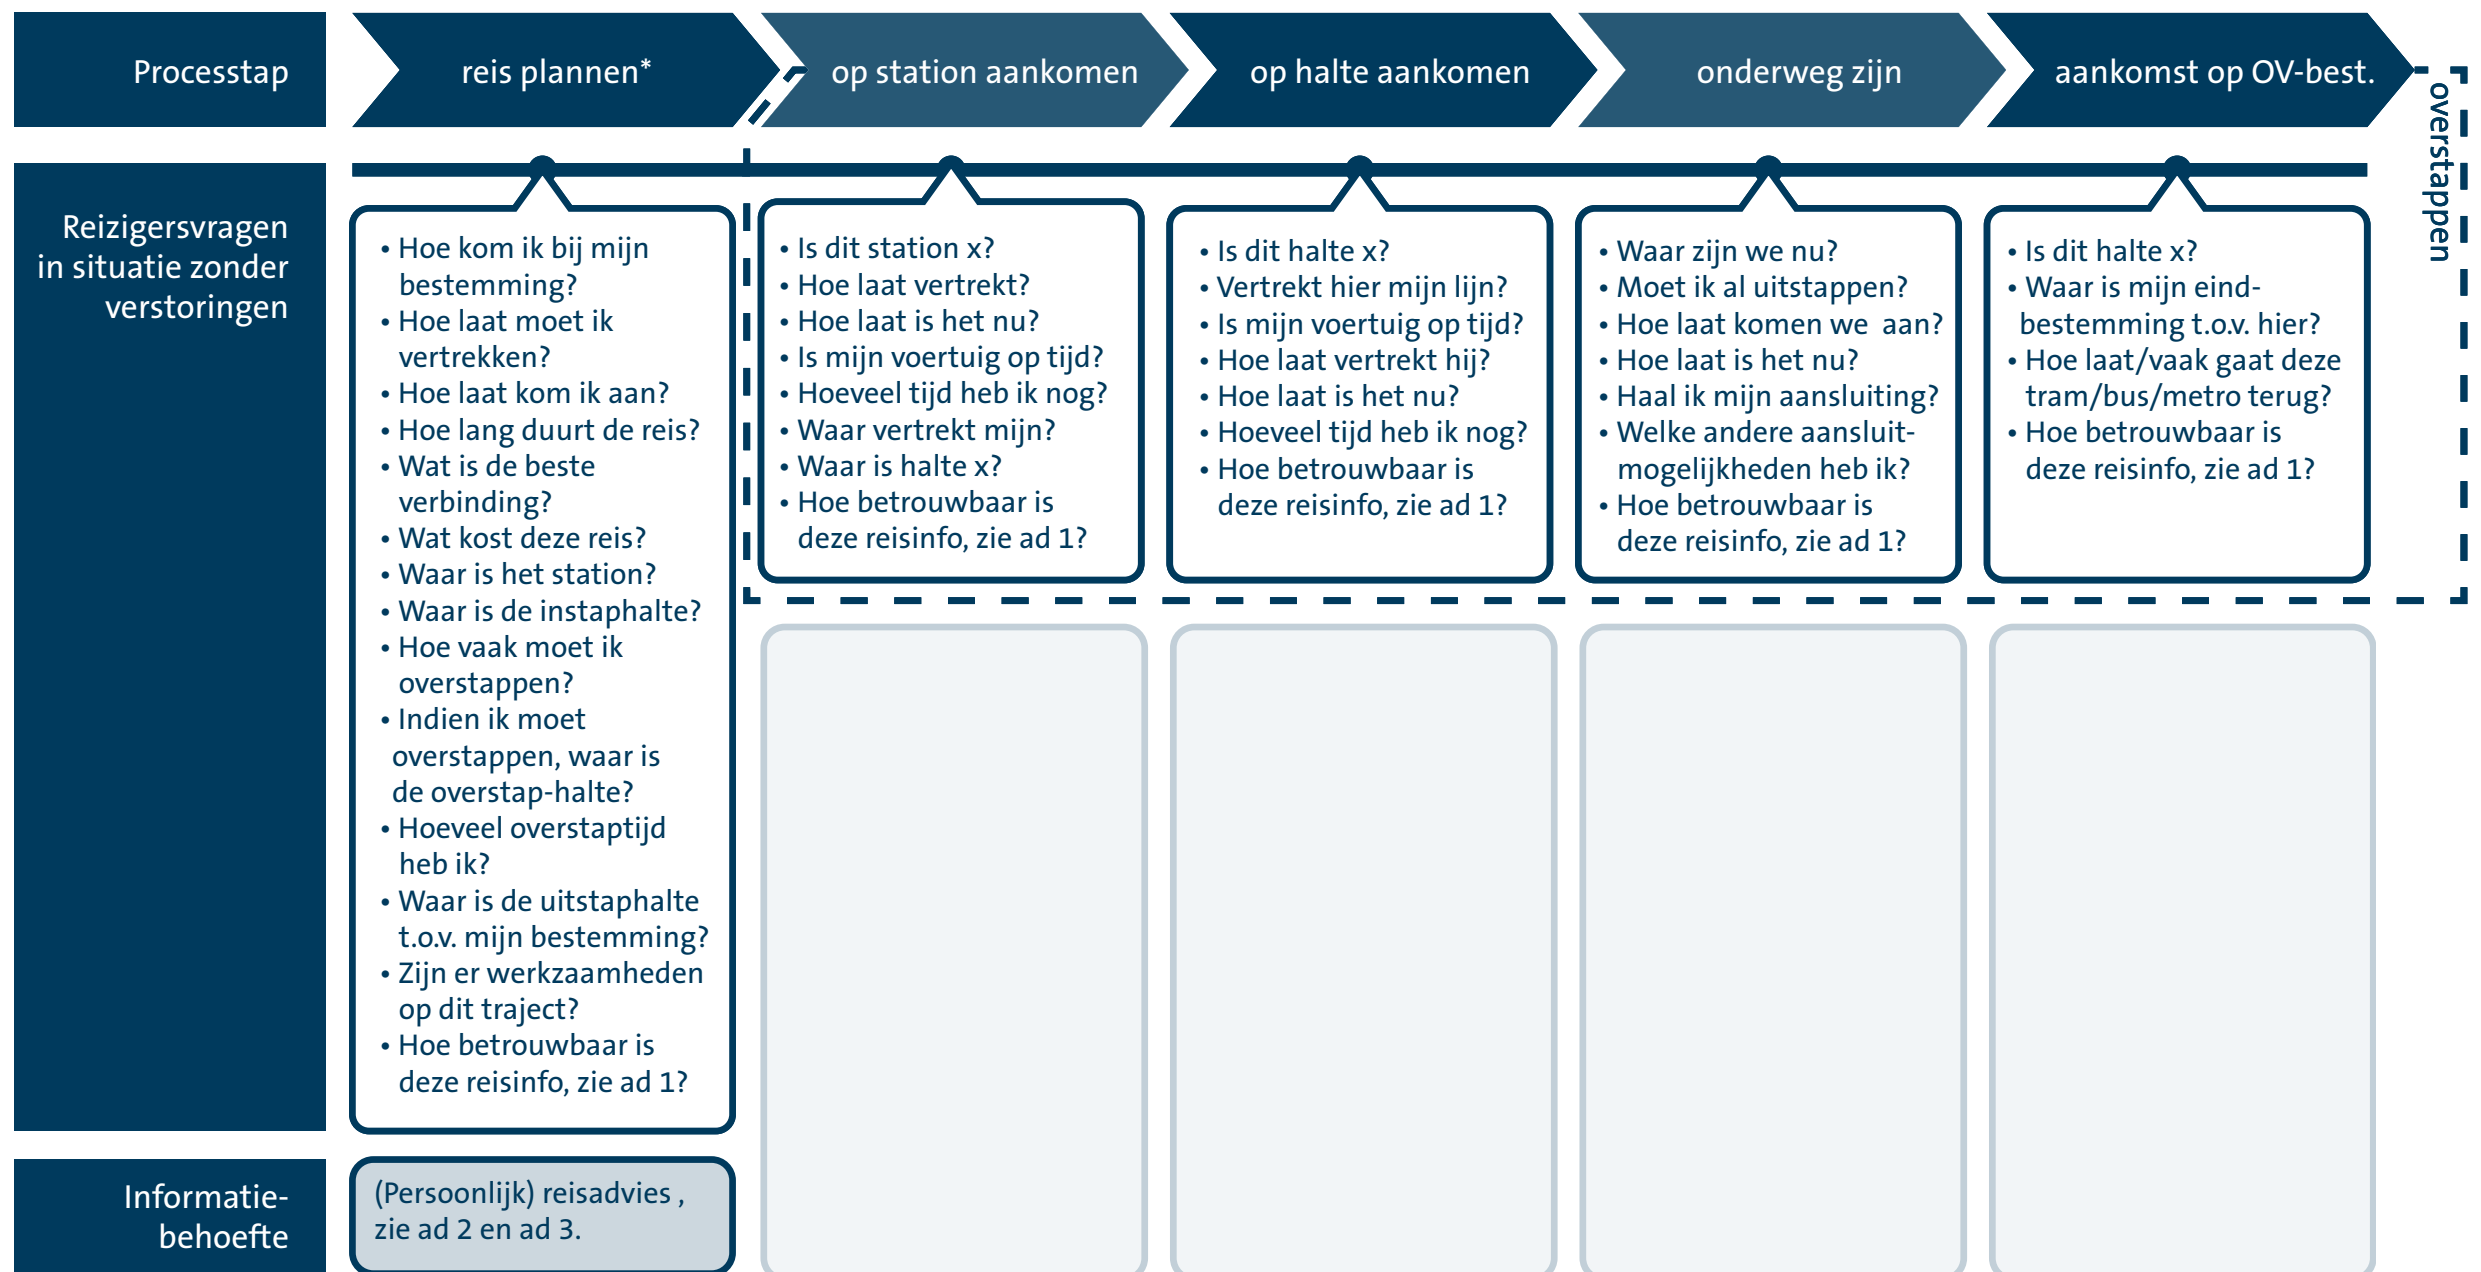 Processtap
reis plannen*
op station aankomen
op halte aankomen
onderweg zijn
aankomst op OV-best.
overstappen
Reizigersvragen
in situatie zonder
verstoringen
• Hoe kom ik bij mijn
bestemming?
• Hoe laat moet ik
vertrekken?
• Hoe laat kom ik aan?
• Hoe lang duurt de reis?
• Wat is de beste
verbinding?
• Wat kost deze reis?
• Waar is het station?
• Waar is de instaphalte?
• Hoe vaak moet ik
overstappen?
• Indien ik moet
overstappen, waar is
de overstap-halte?
• Hoeveel overstaptijd
heb ik?
• Waar is de uitstaphalte
t.o.v. mijn bestemming?
• Zijn er werkzaamheden
op dit traject?
• Hoe betrouwbaar is
deze reisinfo, zie ad 1?
• Is dit station x?
• Hoe laat vertrekt?
• Hoe laat is het nu?
• Is mijn voertuig op tijd?
• Hoeveel tijd heb ik nog?
• Waar vertrekt mijn?
• Waar is halte x?
• Hoe betrouwbaar is
deze reisinfo, zie ad 1?
• Is dit halte x?
• Vertrekt hier mijn lijn?
• Is mijn voertuig op tijd?
• Hoe laat vertrekt hij?
• Hoe laat is het nu?
• Hoeveel tijd heb ik nog?
• Hoe betrouwbaar is
deze reisinfo, zie ad 1?
• Waar zijn we nu?
• Moet ik al uitstappen?
• Hoe laat komen we aan?
• Hoe laat is het nu?
• Haal ik mijn aansluiting?
• Welke andere aansluit-
mogelijkheden heb ik?
• Hoe betrouwbaar is
deze reisinfo, zie ad 1?
• Is dit halte x?
• Waar is mijn eind-
bestemming t.o.v. hier?
• Hoe laat/vaak gaat deze
tram/bus/metro terug?
• Hoe betrouwbaar is
deze reisinfo, zie ad 1?
Informatie-
behoefte
(Persoonlijk) reisadvies ,
zie ad 2 en ad 3.